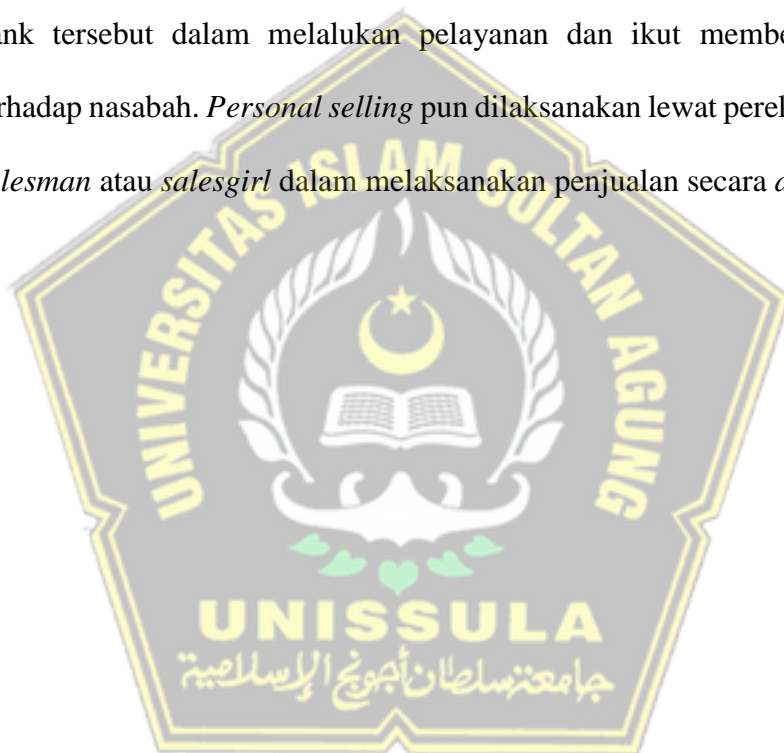 ank tersebut dalam melalukan pelayanan dan ikut membe
rhadap nasabah. Personal selling pun dilaksanakan lewat perek
lesman atau salesgirl dalam melaksanakan penjualan secara
UNIVERSITAS ISLAM SULTAN AGUNG
UNISSULA
جامعة سلطان أجونج الإسلامية